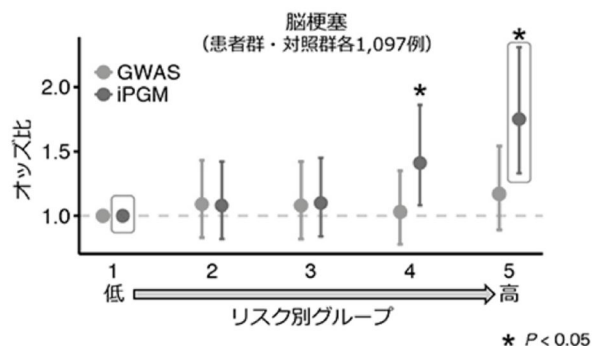 脳梗塞
（患者群・対照群各1,097例）
GWAS
iPGM
オッズ比
2.0
1.5
1.0
*
*
1 2 3 4 5
低 高
リスク別グループ
* P < 0.05